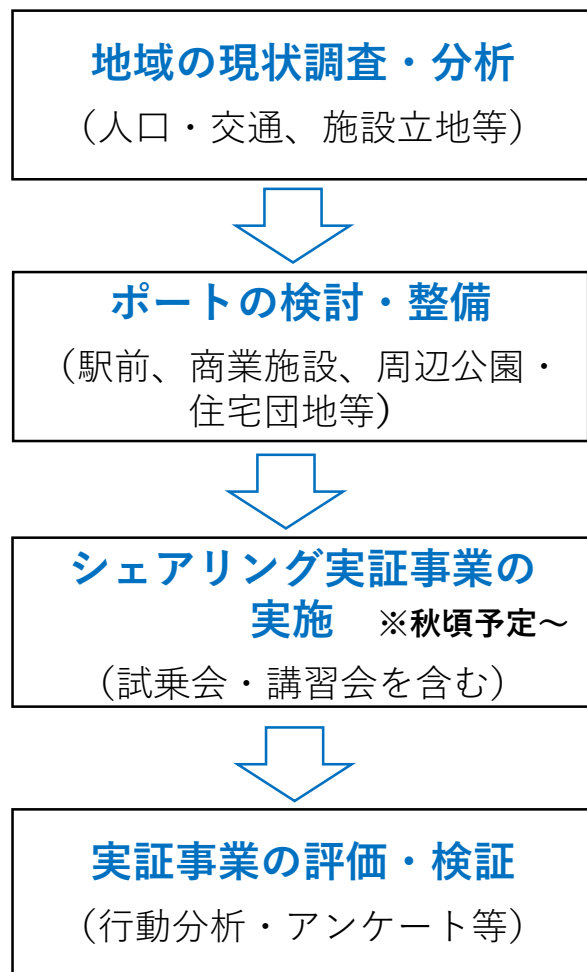 地域の現状調査・分析
（人口・交通、施設立地等）
ポートの検討・整備
（駅前、商業施設、周辺公園・
住宅団地等）
シェアリング実証事業の
実施　※秋頃予定～
（試乗会・講習会を含む）
実証事業の評価・検証
（行動分析・アンケート等）